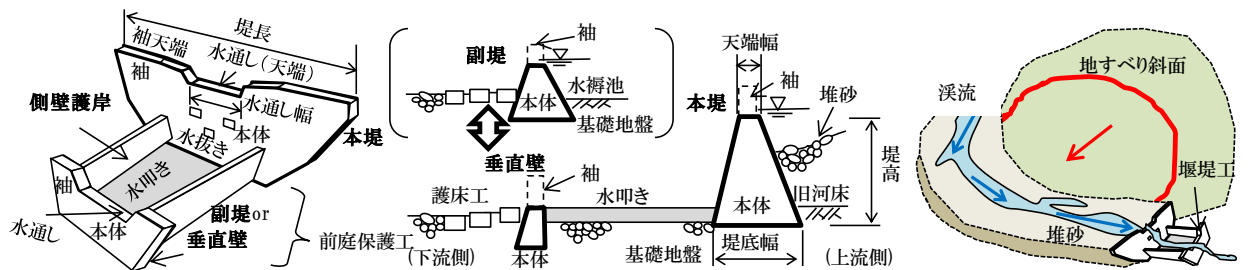 堤長
袖天端
水通し(天端)
袖
側壁護岸
水通し幅
本体
水抜き
本堤
水叩き
袖
水通し
本体
副堤or
垂直壁
前庭保護工
副堤
袖
水褥池
本体
基礎地盤
垂直壁
袖
護床工
水叩き
本体
(下流側)
基礎地盤
天端幅
袖
本堤
堆砂
堤高
旧河床
本体
堤底幅
(上流側)
地すべり斜面
渓流
堰堤工
堆砂